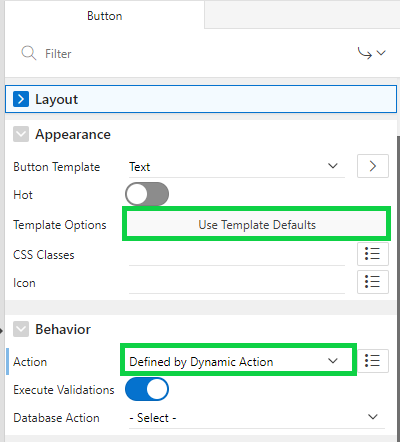 Button
Filter
Layout
Appearance
Button Template Text
Hot
Template Options Use Template Defaults
CSS Classes
Icon
Behavior
Action Defined by Dynamic Action
Execute Validations
Database Action - Select -